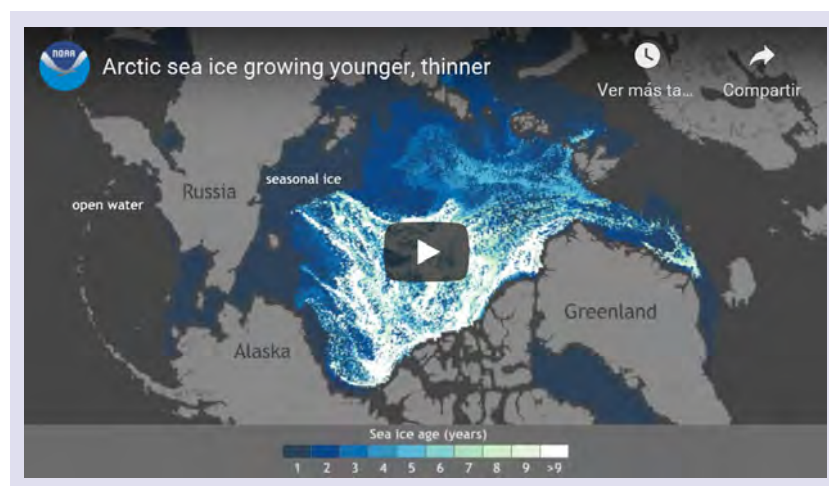 NOAA
Arctic sea ice growing younger, thinner
Ver más ta...
Compartir
seasonal ice
Russia
open water
Greenland
Alaska
Sea ice age (years)
1 2 3 4 5 6 7 8 9 >9